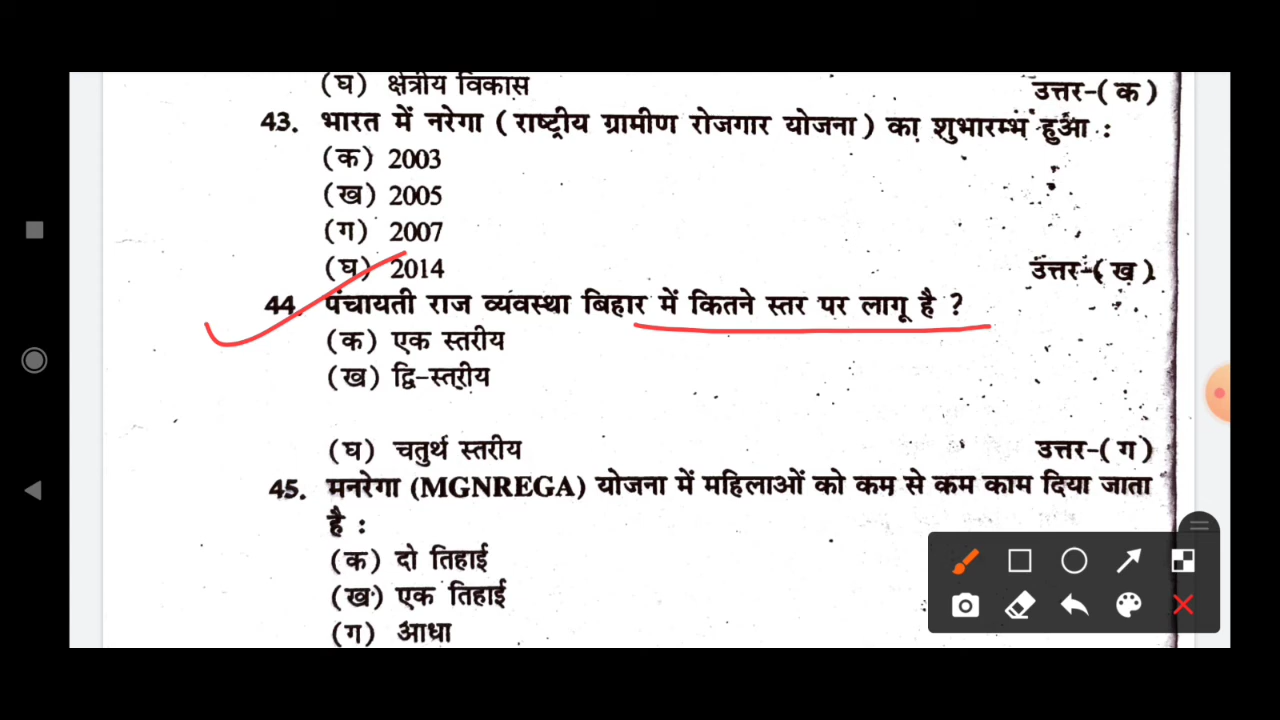 (घ) क्षेत्रीय विकास
उत्तर-(क)
43. भारत में नरेगा (राष्ट्रीय ग्रामीण रोजगार योजना) का शुभारम्भ हुआ :
(क) 2003
(ख) 2005
(ग) 2007
(घ) 2014
उत्तर-(ख)
44. पंचायती राज व्यवस्था बिहार में कितने स्तर पर लागू है ?
(क) एक स्तरीय
(ख) द्वि-स्तरीय
(घ) चतुर्थ स्तरीय
उत्तर-(ग)
45. मनरेगा (MGNREGA) योजना में महिलाओं को कम से कम काम दिया जाता
है :
(क) दो तिहाई
(ख) एक तिहाई
(ग) आधा